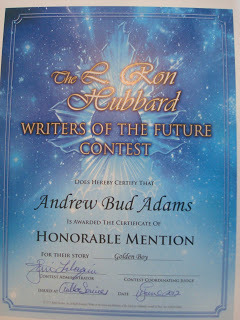 The L. Ron
Hubbard
WRITERS OF THE FUTURE
CONTEST
DOES HEREBY CERTIFY THAT
Andrew Bud Adams
IS AWARDED THE CERTIFICATE OF
HONORABLE MENTION
FOR THEIR STORY Golden Boy
CONTEST ADMINISTRATOR CONTEST COORDINATING JUDGE
DATE